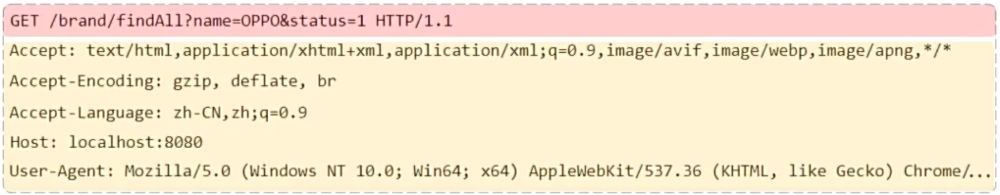 GET /brand/findAll?name=OPPO&status=1 HTTP/1.1
Accept: text/html,application/xhtml+xml,application/xml;q=0.9,image/avif,image/webp,image/apng,*/*
Accept-Encoding: gzip, deflate, br
Accept-Language: zh-CN,zh;q=0.9
Host: localhost:8080
User-Agent: Mozilla/5.0 (Windows NT 10.0; Win64; x64) AppleWebKit/537.36 (KHTML, like Gecko) Chrome/...